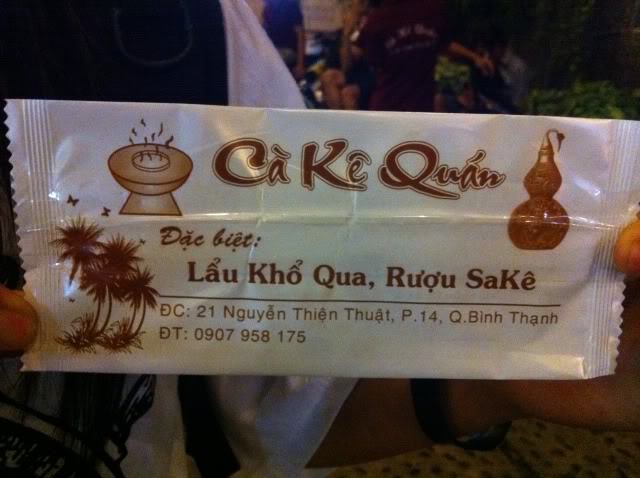 Cà Kê Quán
Đặc biệt:
Lẩu Khổ Qua, Rượu SaKê
ĐC: 21 Nguyễn Thiện Thuật, P.14, Q.Bình Thạnh
ĐT: 0907 958 175